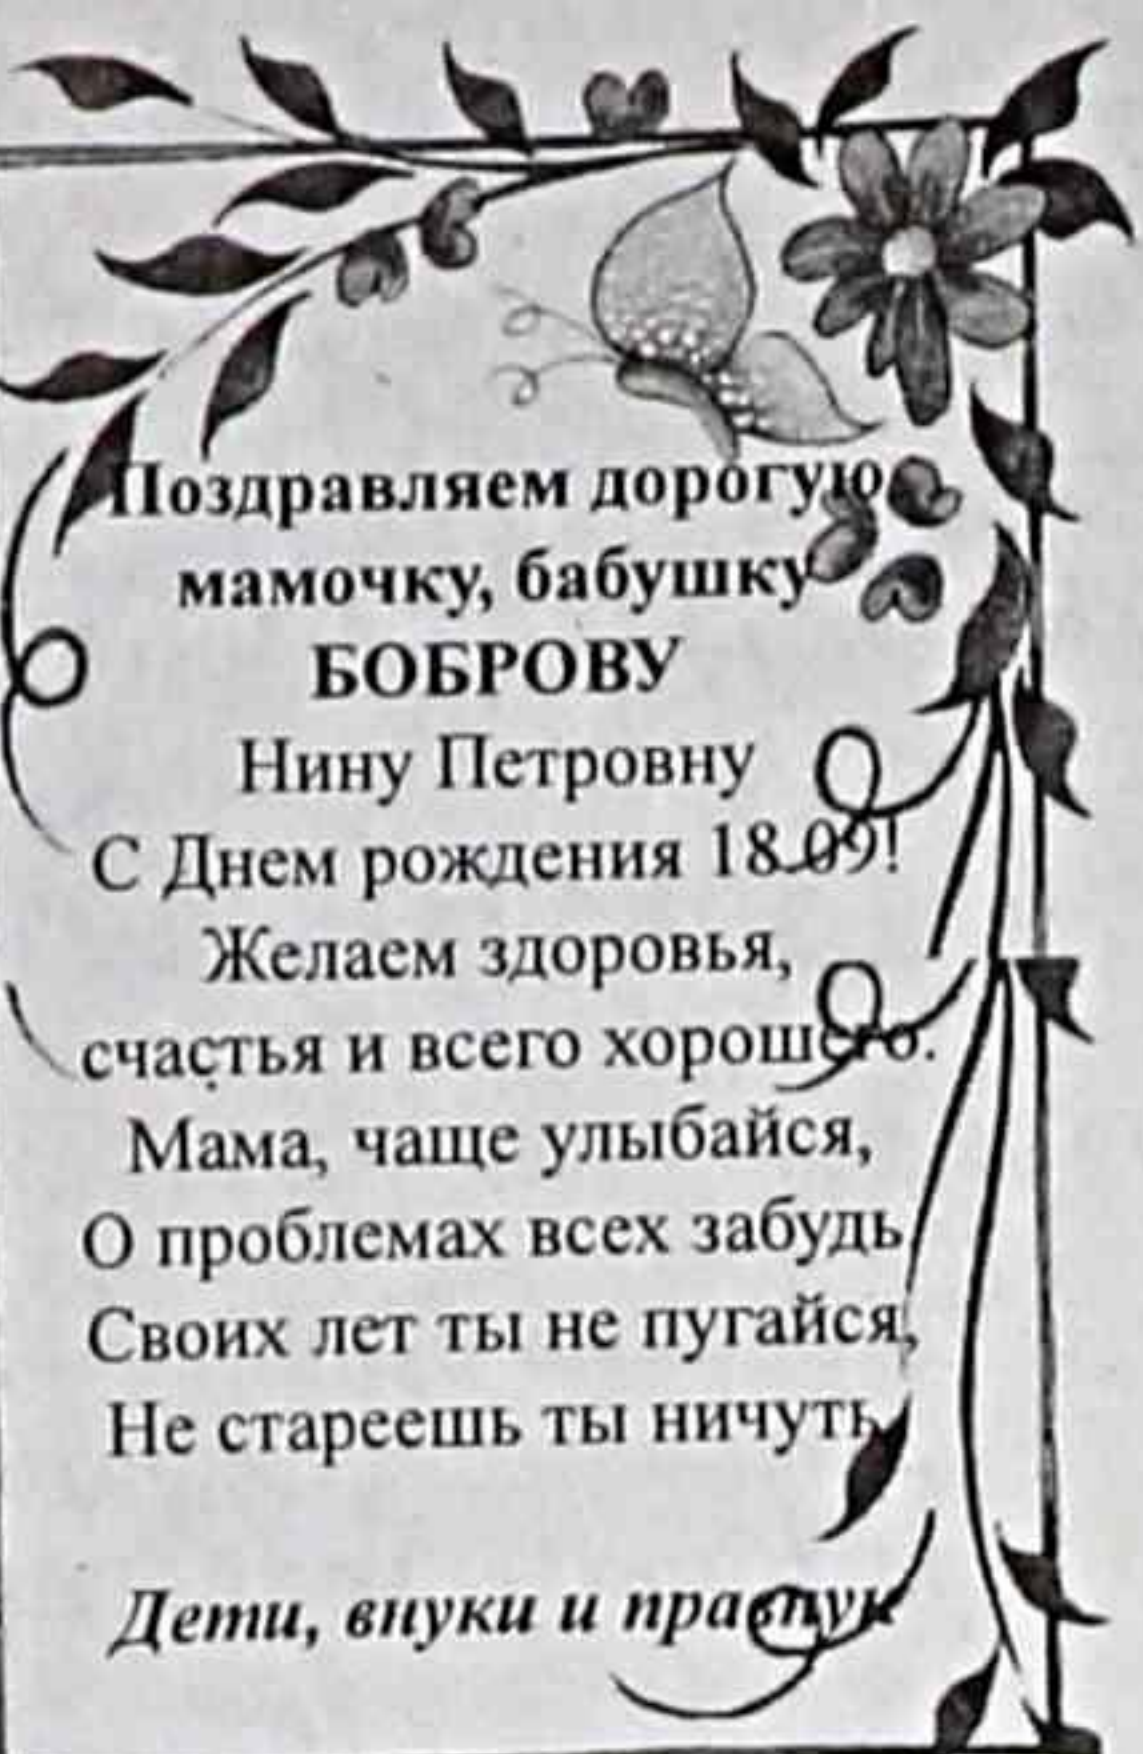 Поздравляем дорогую
мамочку, бабушку
БОБРОВУ
Нину Петровну
С Днем рождения 18.09!
Желаем здоровья,
счастья и всего хорошего.
Мама, чаще улыбайся,
О проблемах всех забудь
Своих лет ты не пугайся,
Не стареешь ты ничуть
Дети, внуки и правнук